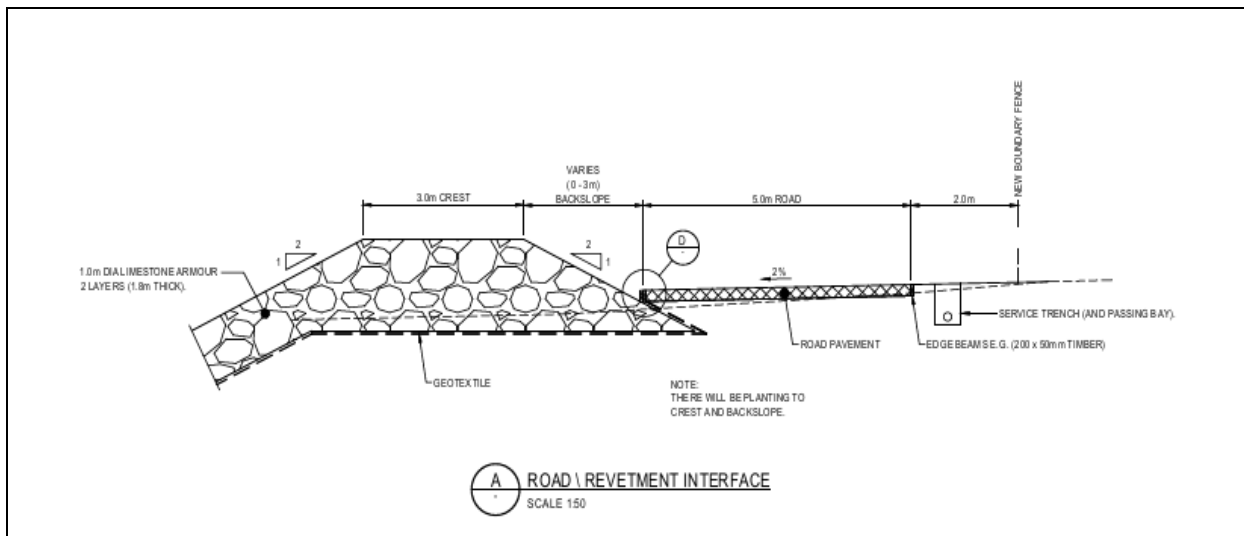 NEW BOUNDARY FENCE
VARIES
(0 - 3m)
BACKSLOPE
3.0m CREST
5.0m ROAD
2.0m
2
1
2
1
D
-
2%
1.0m DIA LIMESTONE ARMOUR
2 LAYERS (1.8m THICK).
SERVICE TRENCH (AND PASSING BAY).
ROAD PAVEMENT
EDGE BEAMS E.G. (200 x 50mm TIMBER)
GEOTEXTILE
NOTE:
THERE WILL BE PLANTING TO
CREST AND BACKSLOPE.
A
-
ROAD \ REVETMENT INTERFACE
SCALE 1:50